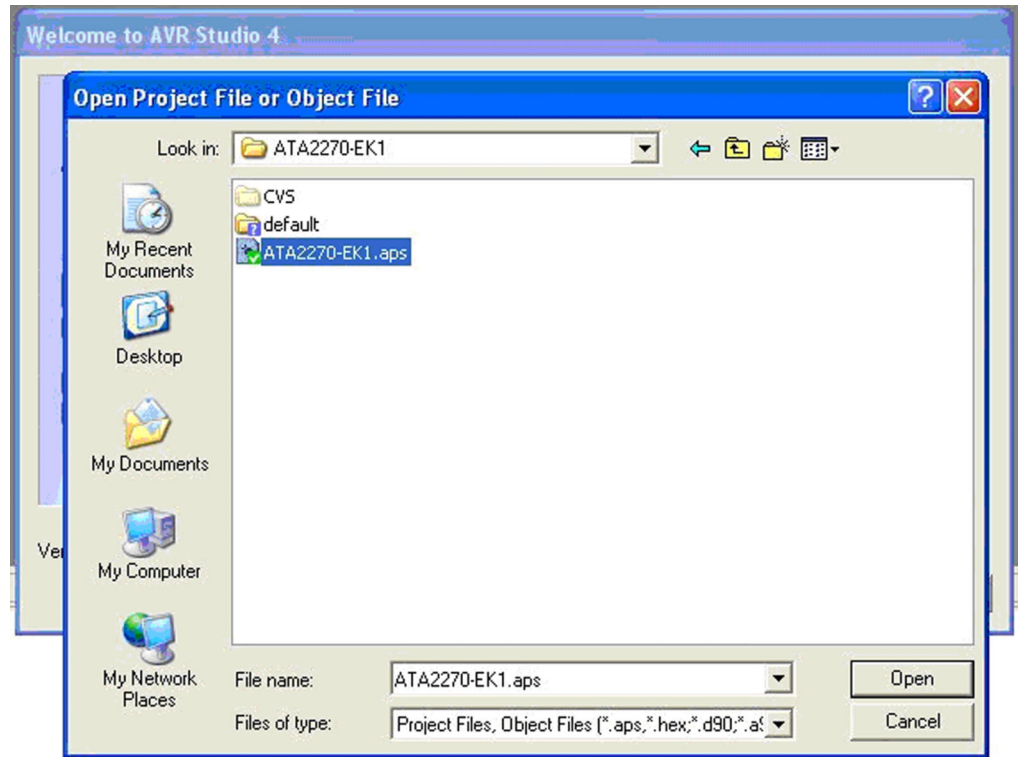 Welcome to AVR Studio 4
Open Project File or Object File
Look in:
ATA2270-EK1
CVS
default
ATA2270-EK1.aps
My Recent
Documents
Desktop
My Documents
My Computer
My Network
Places
File name:
ATA2270-EK1.aps
Open
Files of type:
Project Files, Object Files (*.aps,*.hex;*.d90;*.a
Cancel